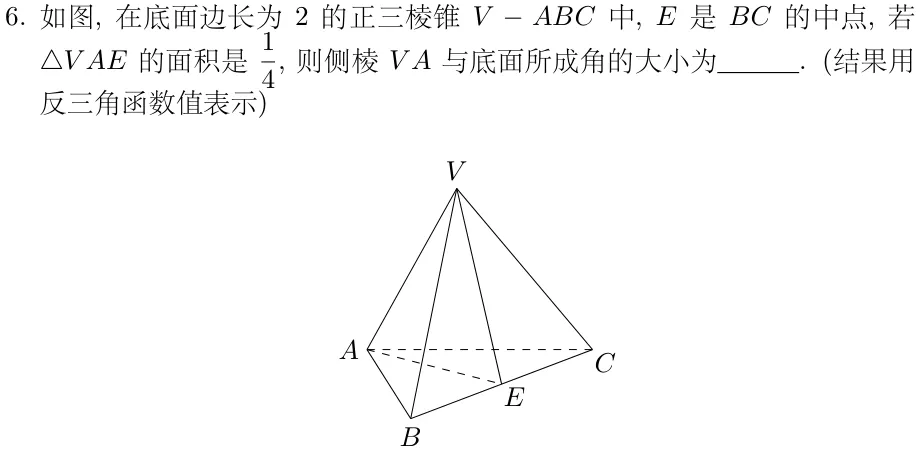 6. 如图, 在底面边长为 2 的正三棱锥 V − ABC 中, E 是 BC 的中点, 若
△VAE 的面积是 1/4, 则侧棱 VA 与底面所成角的大小为______. (结果用
反三角函数值表示)
V
A
C
E
B